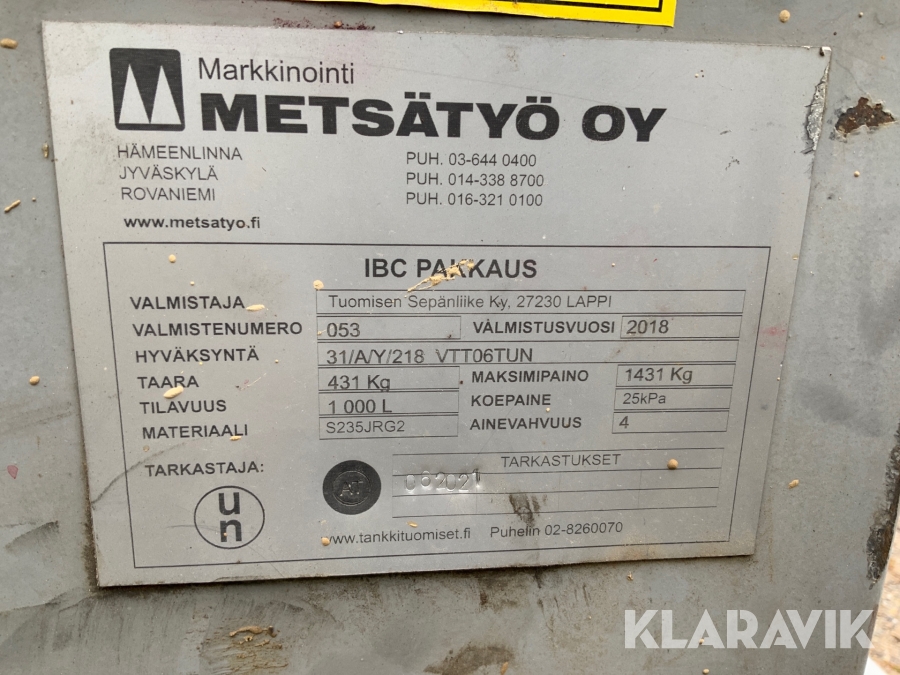 Markkinointi
METSÄTYÖ OY
HÄMEENLINNA PUH. 03-644 0400
JYVÄSKYLÄ PUH. 014-338 8700
ROVANIEMI PUH. 016-321 0100
www.metsatyo.fi
IBC PAKKAUS
VALMISTAJA Tuomisen Sepänliike Ky, 27230 LAPPI
VALMISTENUMERO 053 VALMISTUSVUOSI 2018
HYVÄKSYNTÄ 31/A/Y/218 VTT06TUN
TAARA 431 Kg MAKSIMIPAINO 1431 Kg
TILAVUUS 1 000 L KOEPAINE 25kPa
MATERIAALI S235JRG2 AINEVAHVUUS 4
TARKASTAJA: TARKASTUKSET
un
062021
www.tankkituomiset.fi Puhelin 02-8260070
KLARAVIK